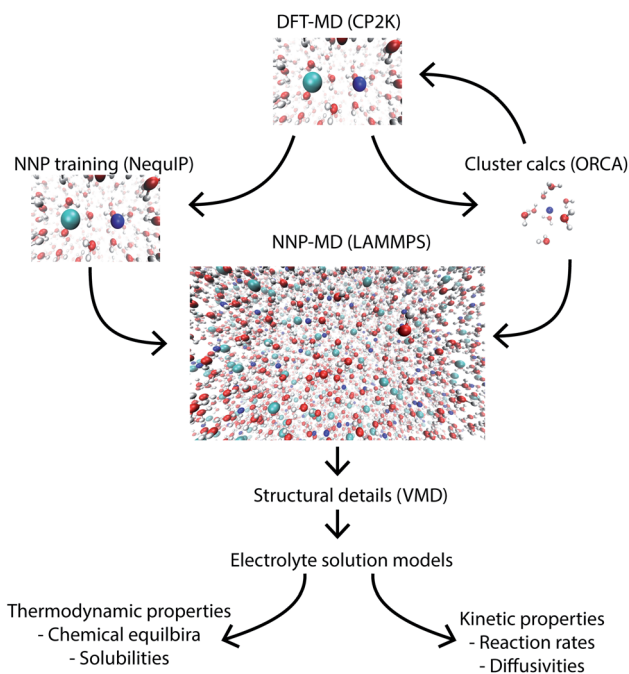 DFT-MD (CP2K)
NNP training (NequIP)
Cluster calcs (ORCA)
NNP-MD (LAMMPS)
Structural details (VMD)
Electrolyte solution models
Thermodynamic properties
- Chemical equilbira
- Solubilities
Kinetic properties
- Reaction rates
- Diffusivities